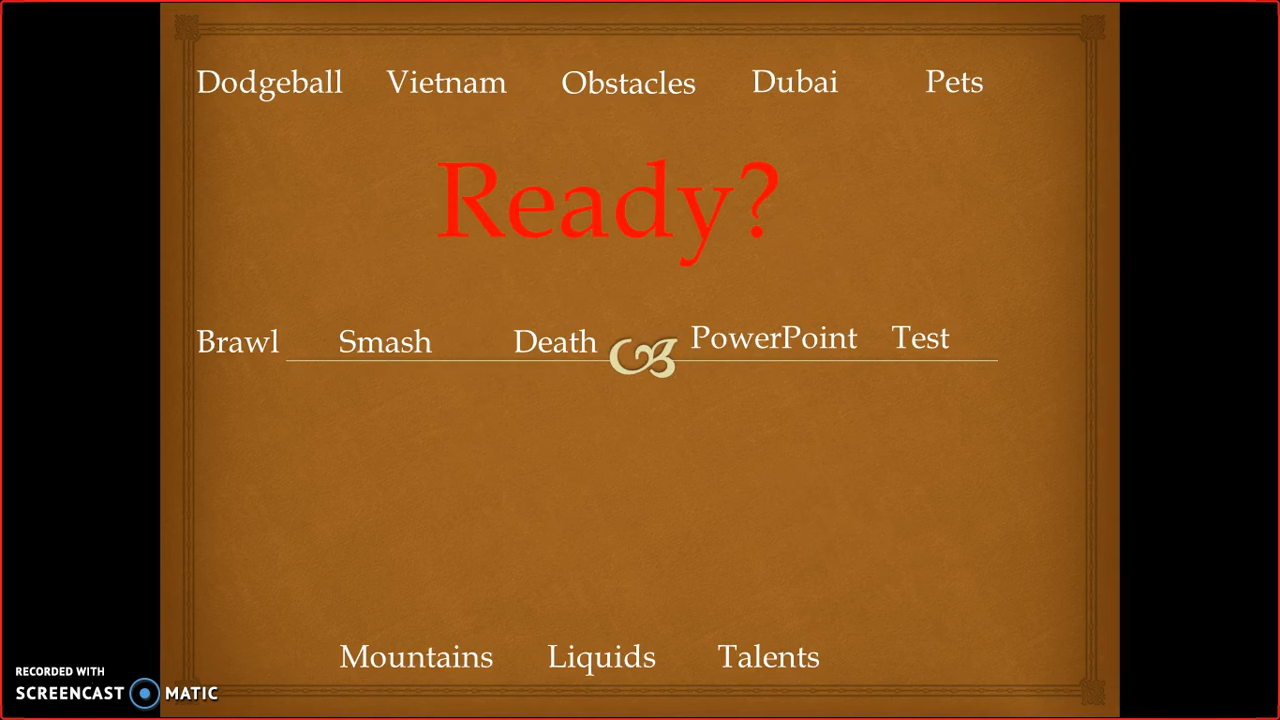 Dodgeball Vietnam Obstacles Dubai Pets
Ready?
Brawl Smash Death PowerPoint Test
Mountains Liquids Talents
RECORDED WITH
SCREENCAST MATIC